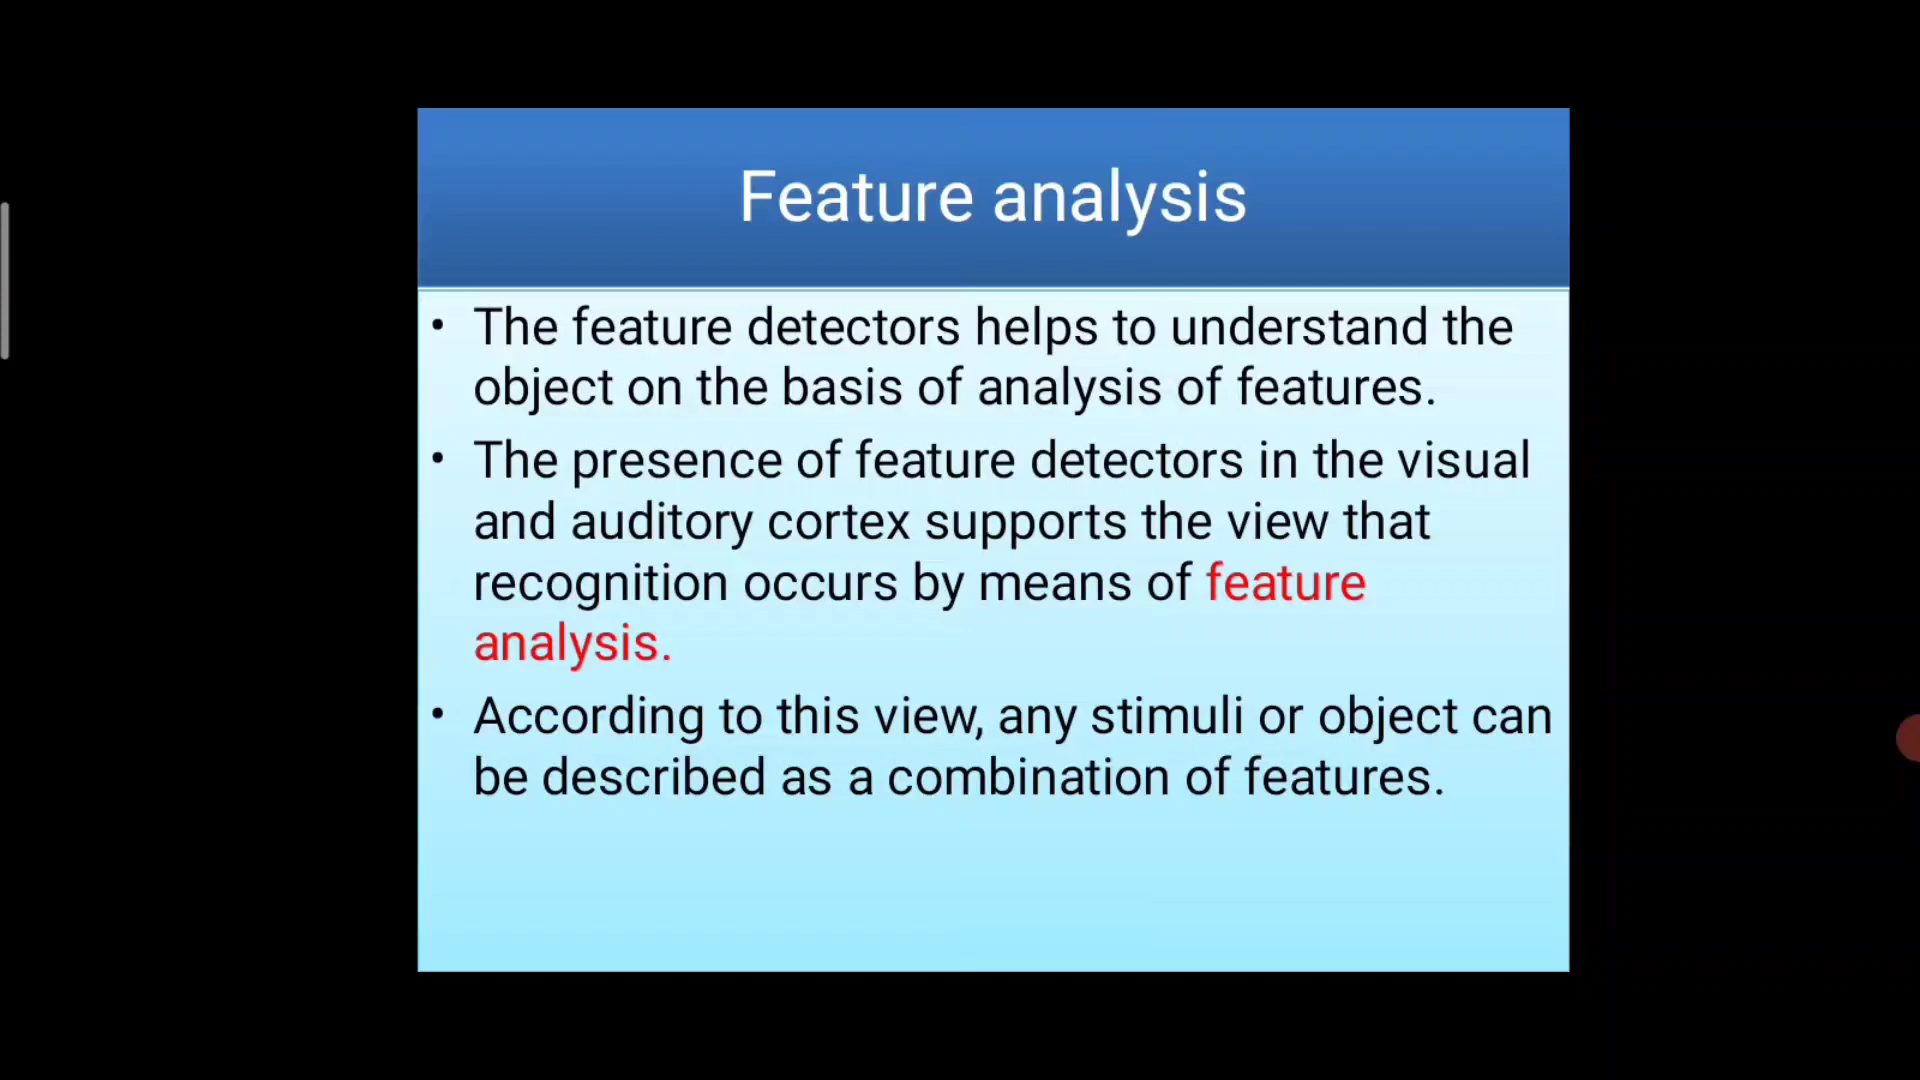 Feature analysis
• The feature detectors helps to understand the
object on the basis of analysis of features.
• The presence of feature detectors in the visual
and auditory cortex supports the view that
recognition occurs by means of feature
analysis.
• According to this view, any stimuli or object can
be described as a combination of features.